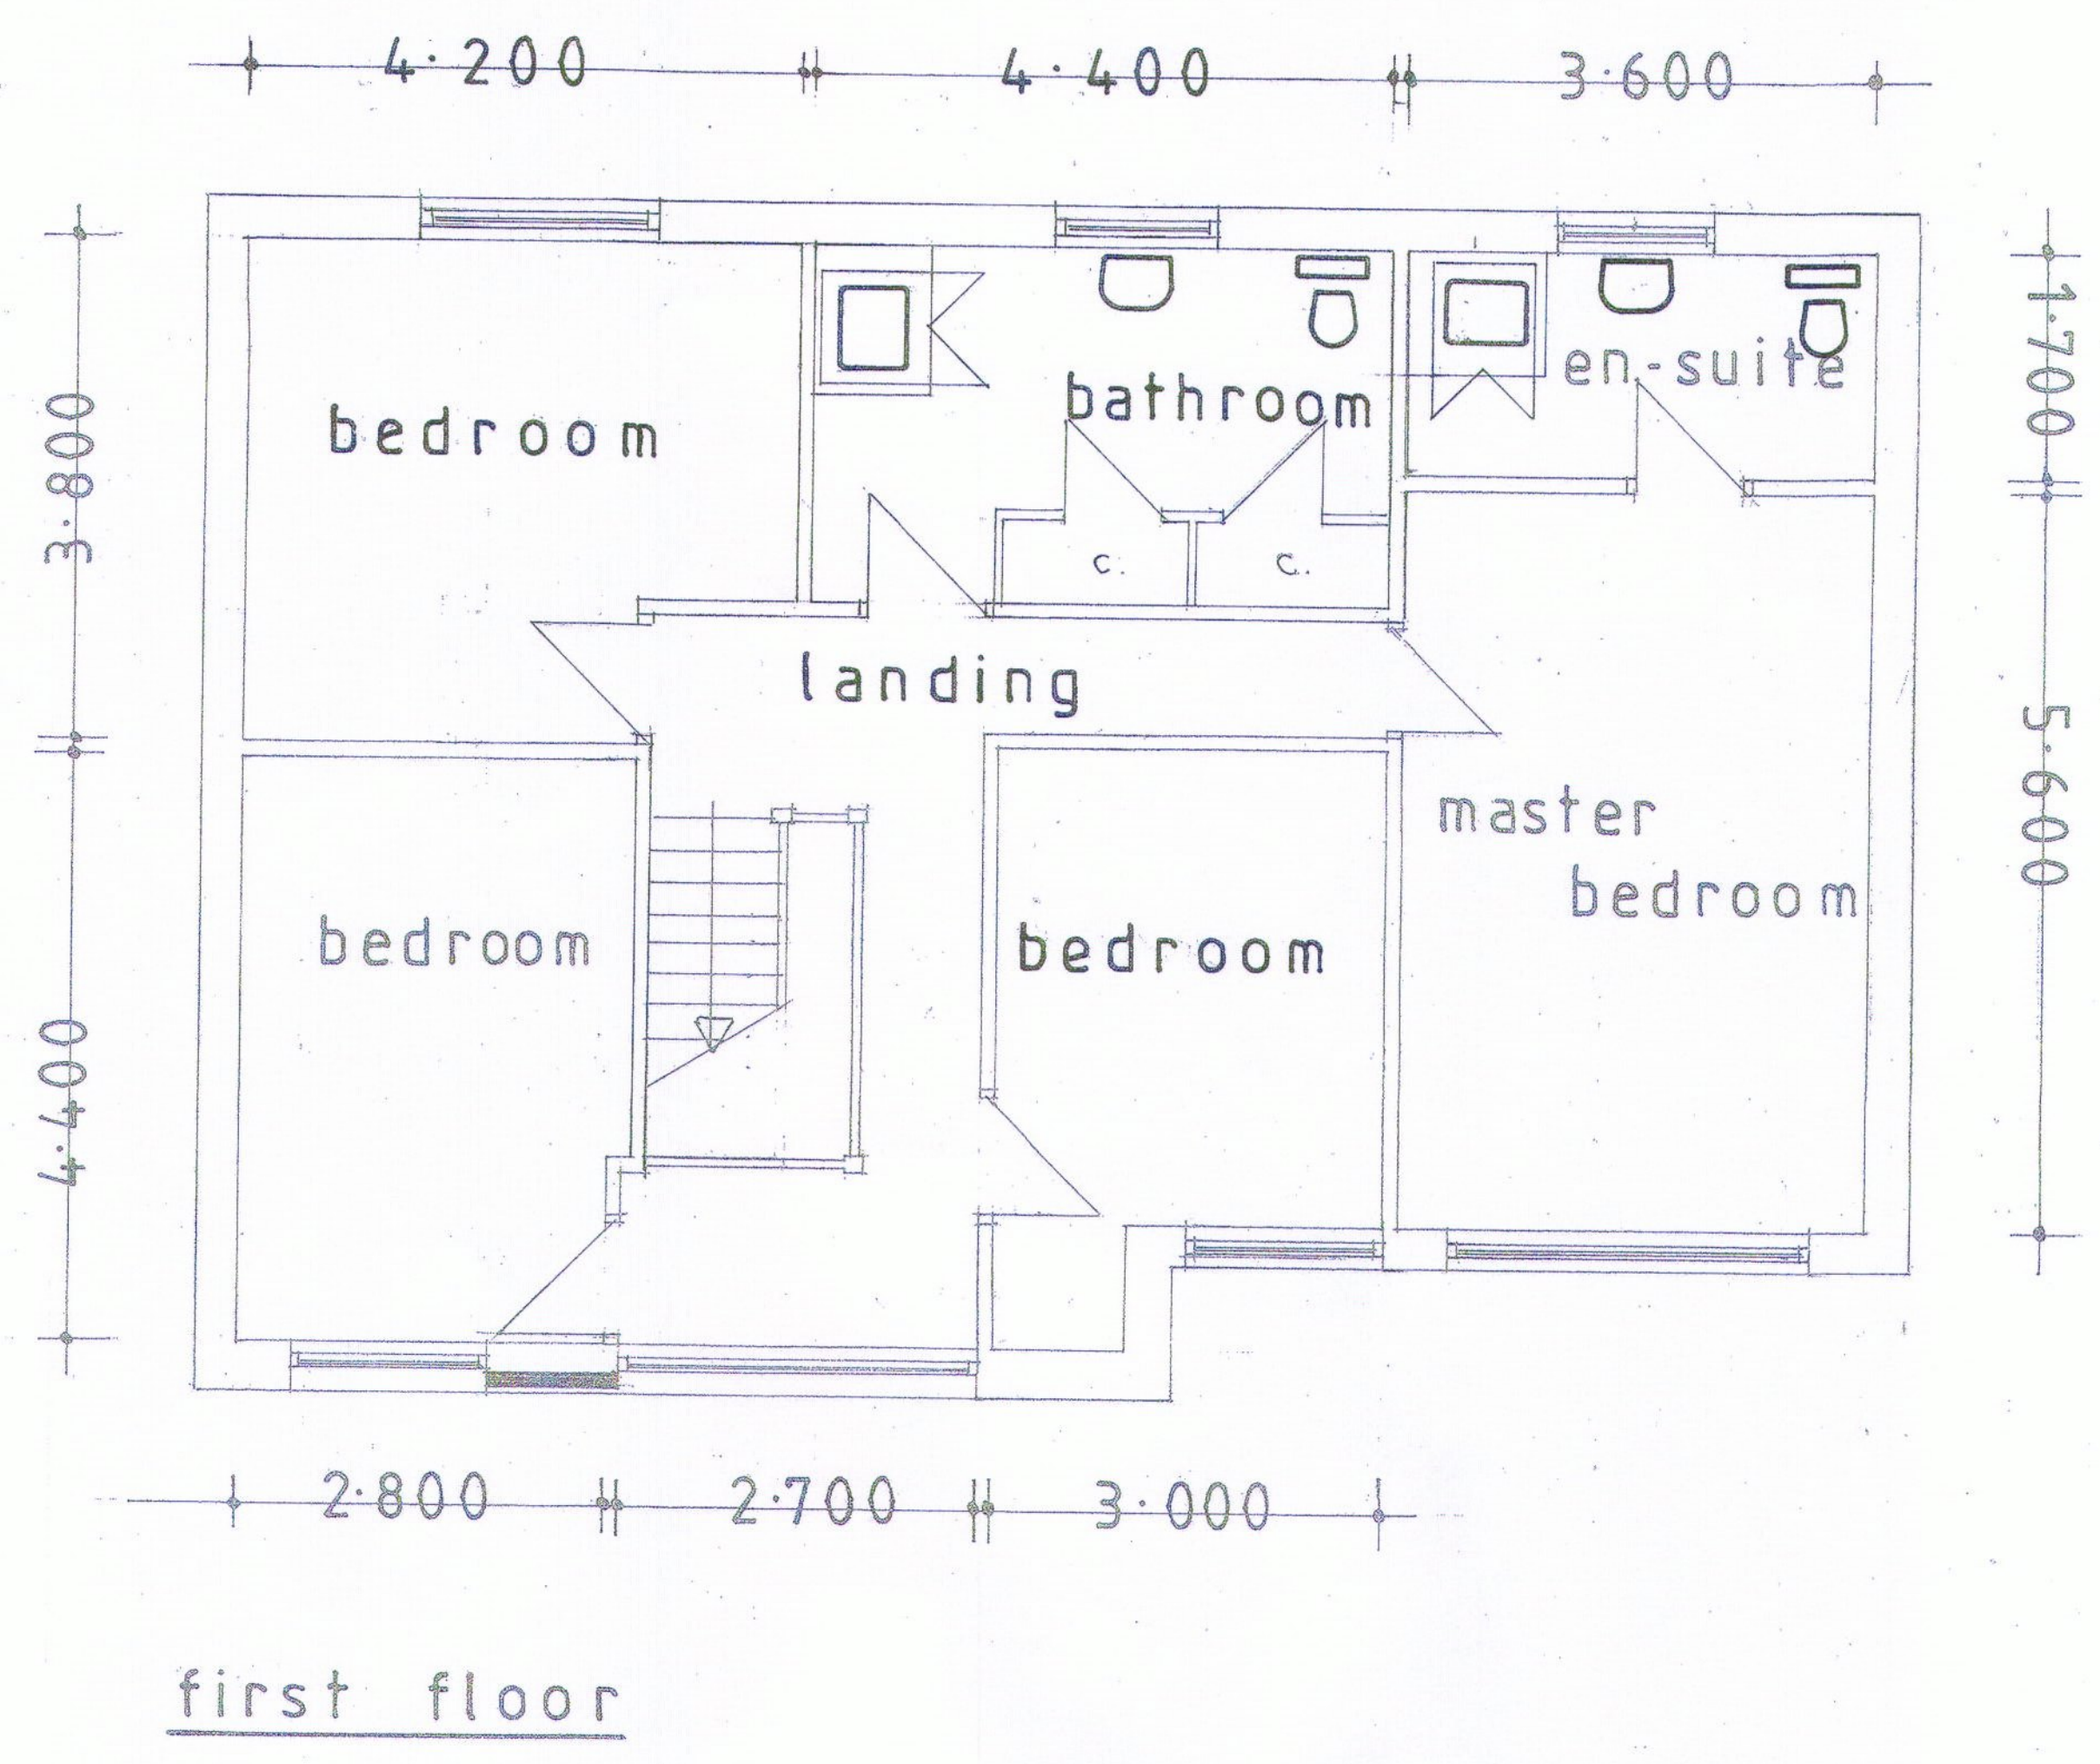 4·200 4·400 3·600
1·700
3·800
bedroom
bathroom
en-suite
c. c.
landing
5·600
master
bedroom
bedroom
bedroom
4·400
2·800 2·700 3·000
first floor